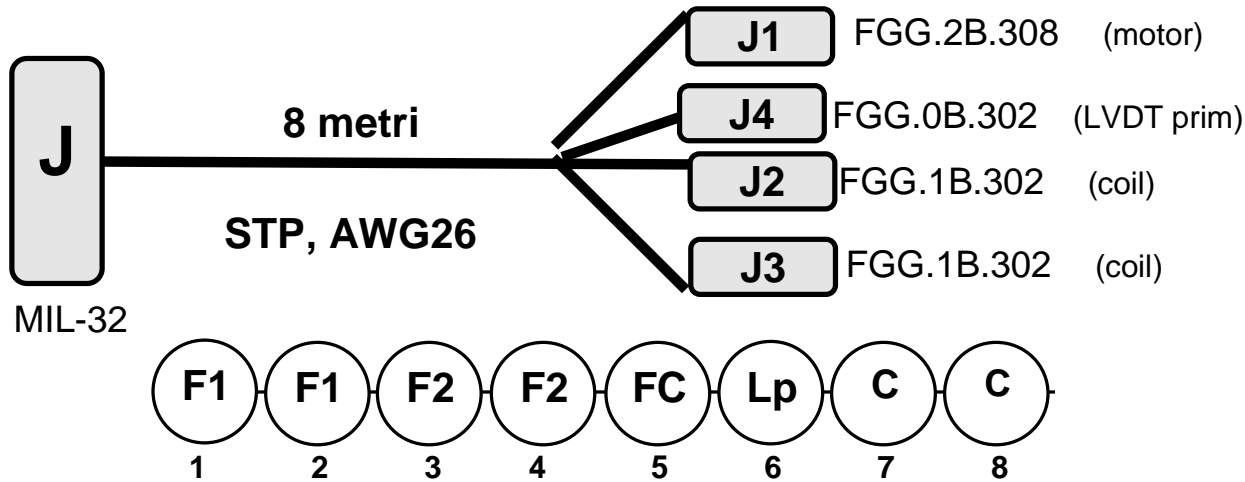 J1 FGG.2B.308 (motor)
8 metri
J4 FGG.0B.302 (LVDT prim)
J
J2 FGG.1B.302 (coil)
STP, AWG26
J3 FGG.1B.302 (coil)
MIL-32
F1 F1 F2 F2 FC Lp C C
1 2 3 4 5 6 7 8